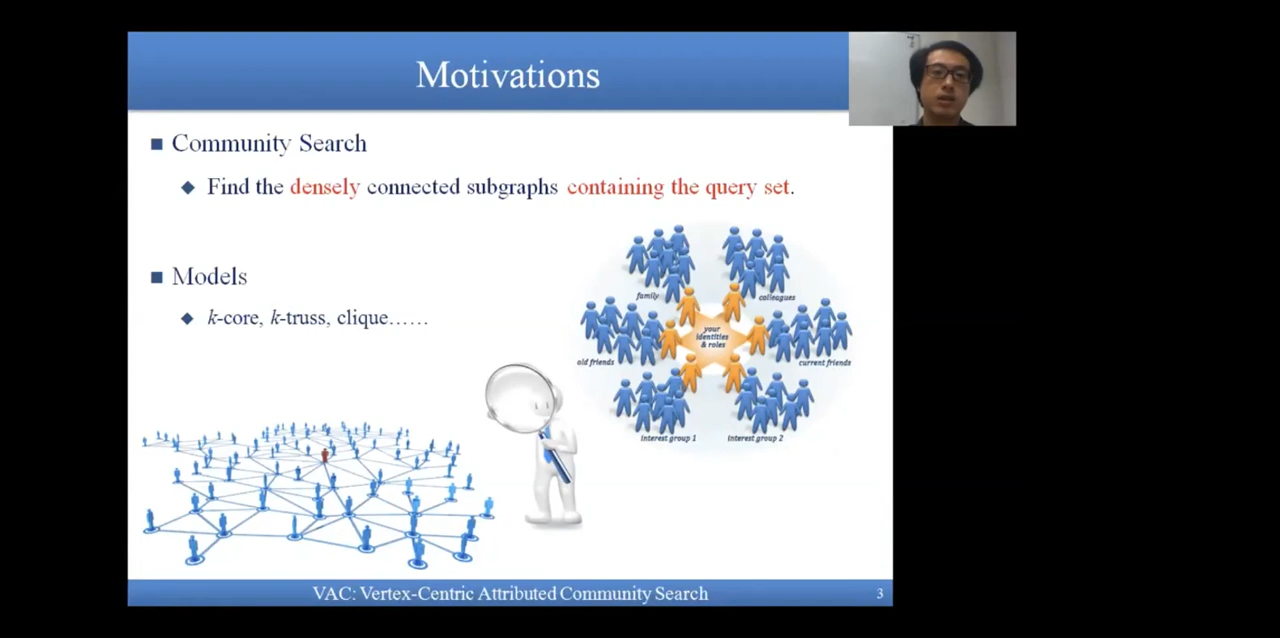 Motivations
Community Search
Find the densely connected subgraphs containing the query set.
Models
k-core, k-truss, clique……
family
colleagues
your
identities
& roles
old friends
current friends
interest group 1
interest group 2
VAC: Vertex-Centric Attributed Community Search
3